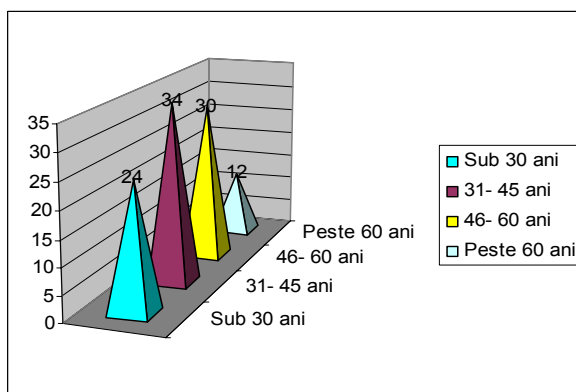 35
30
25
20
15
10
5
0
24
34
30
12
Sub 30 ani
31- 45 ani
46- 60 ani
Peste 60 ani
Sub 30 ani
31- 45 ani
46- 60 ani
Peste 60 ani